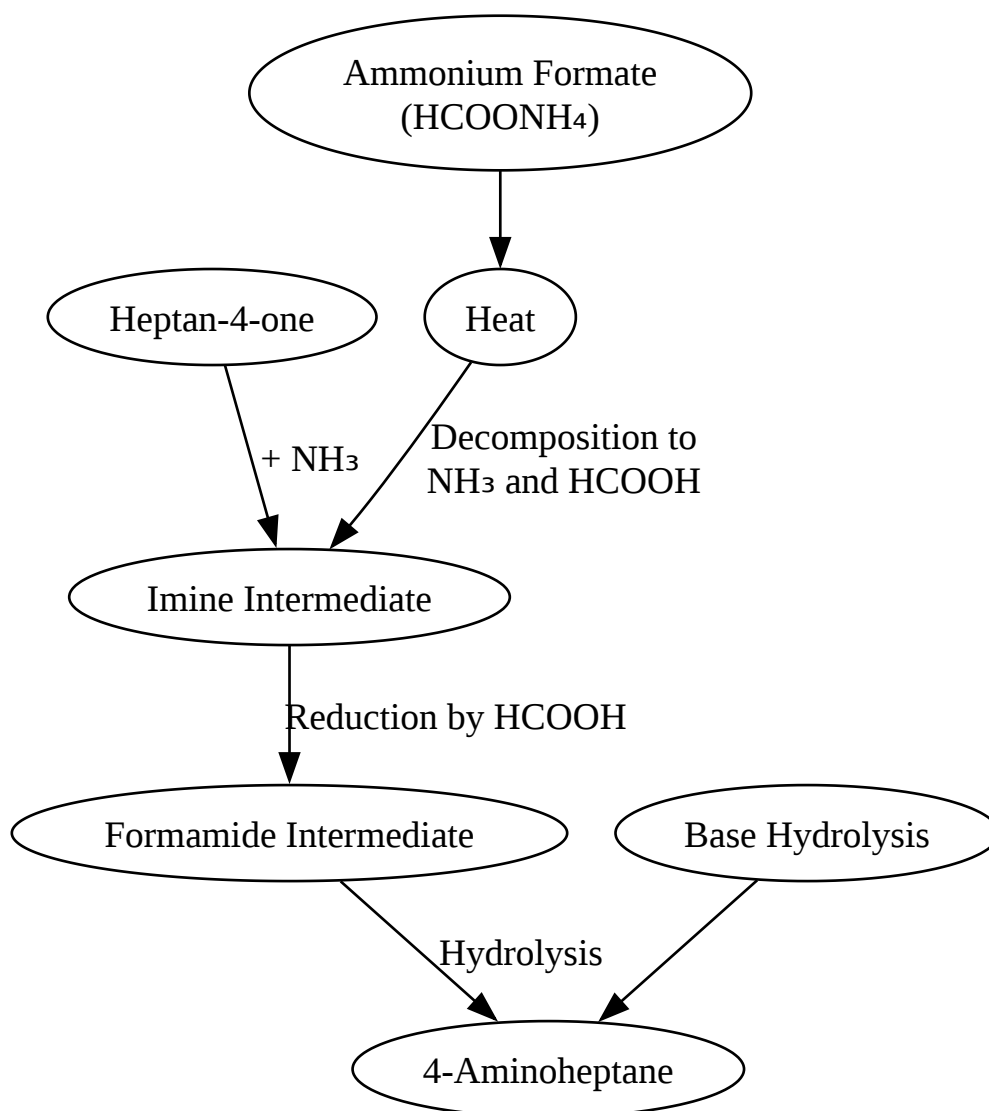 Ammonium Formate
(HCOONH₄)
Heptan-4-one
Heat
+ NH₃
Decomposition to
NH₃ and HCOOH
Imine Intermediate
Reduction by HCOOH
Formamide Intermediate
Base Hydrolysis
Hydrolysis
4-Aminoheptane